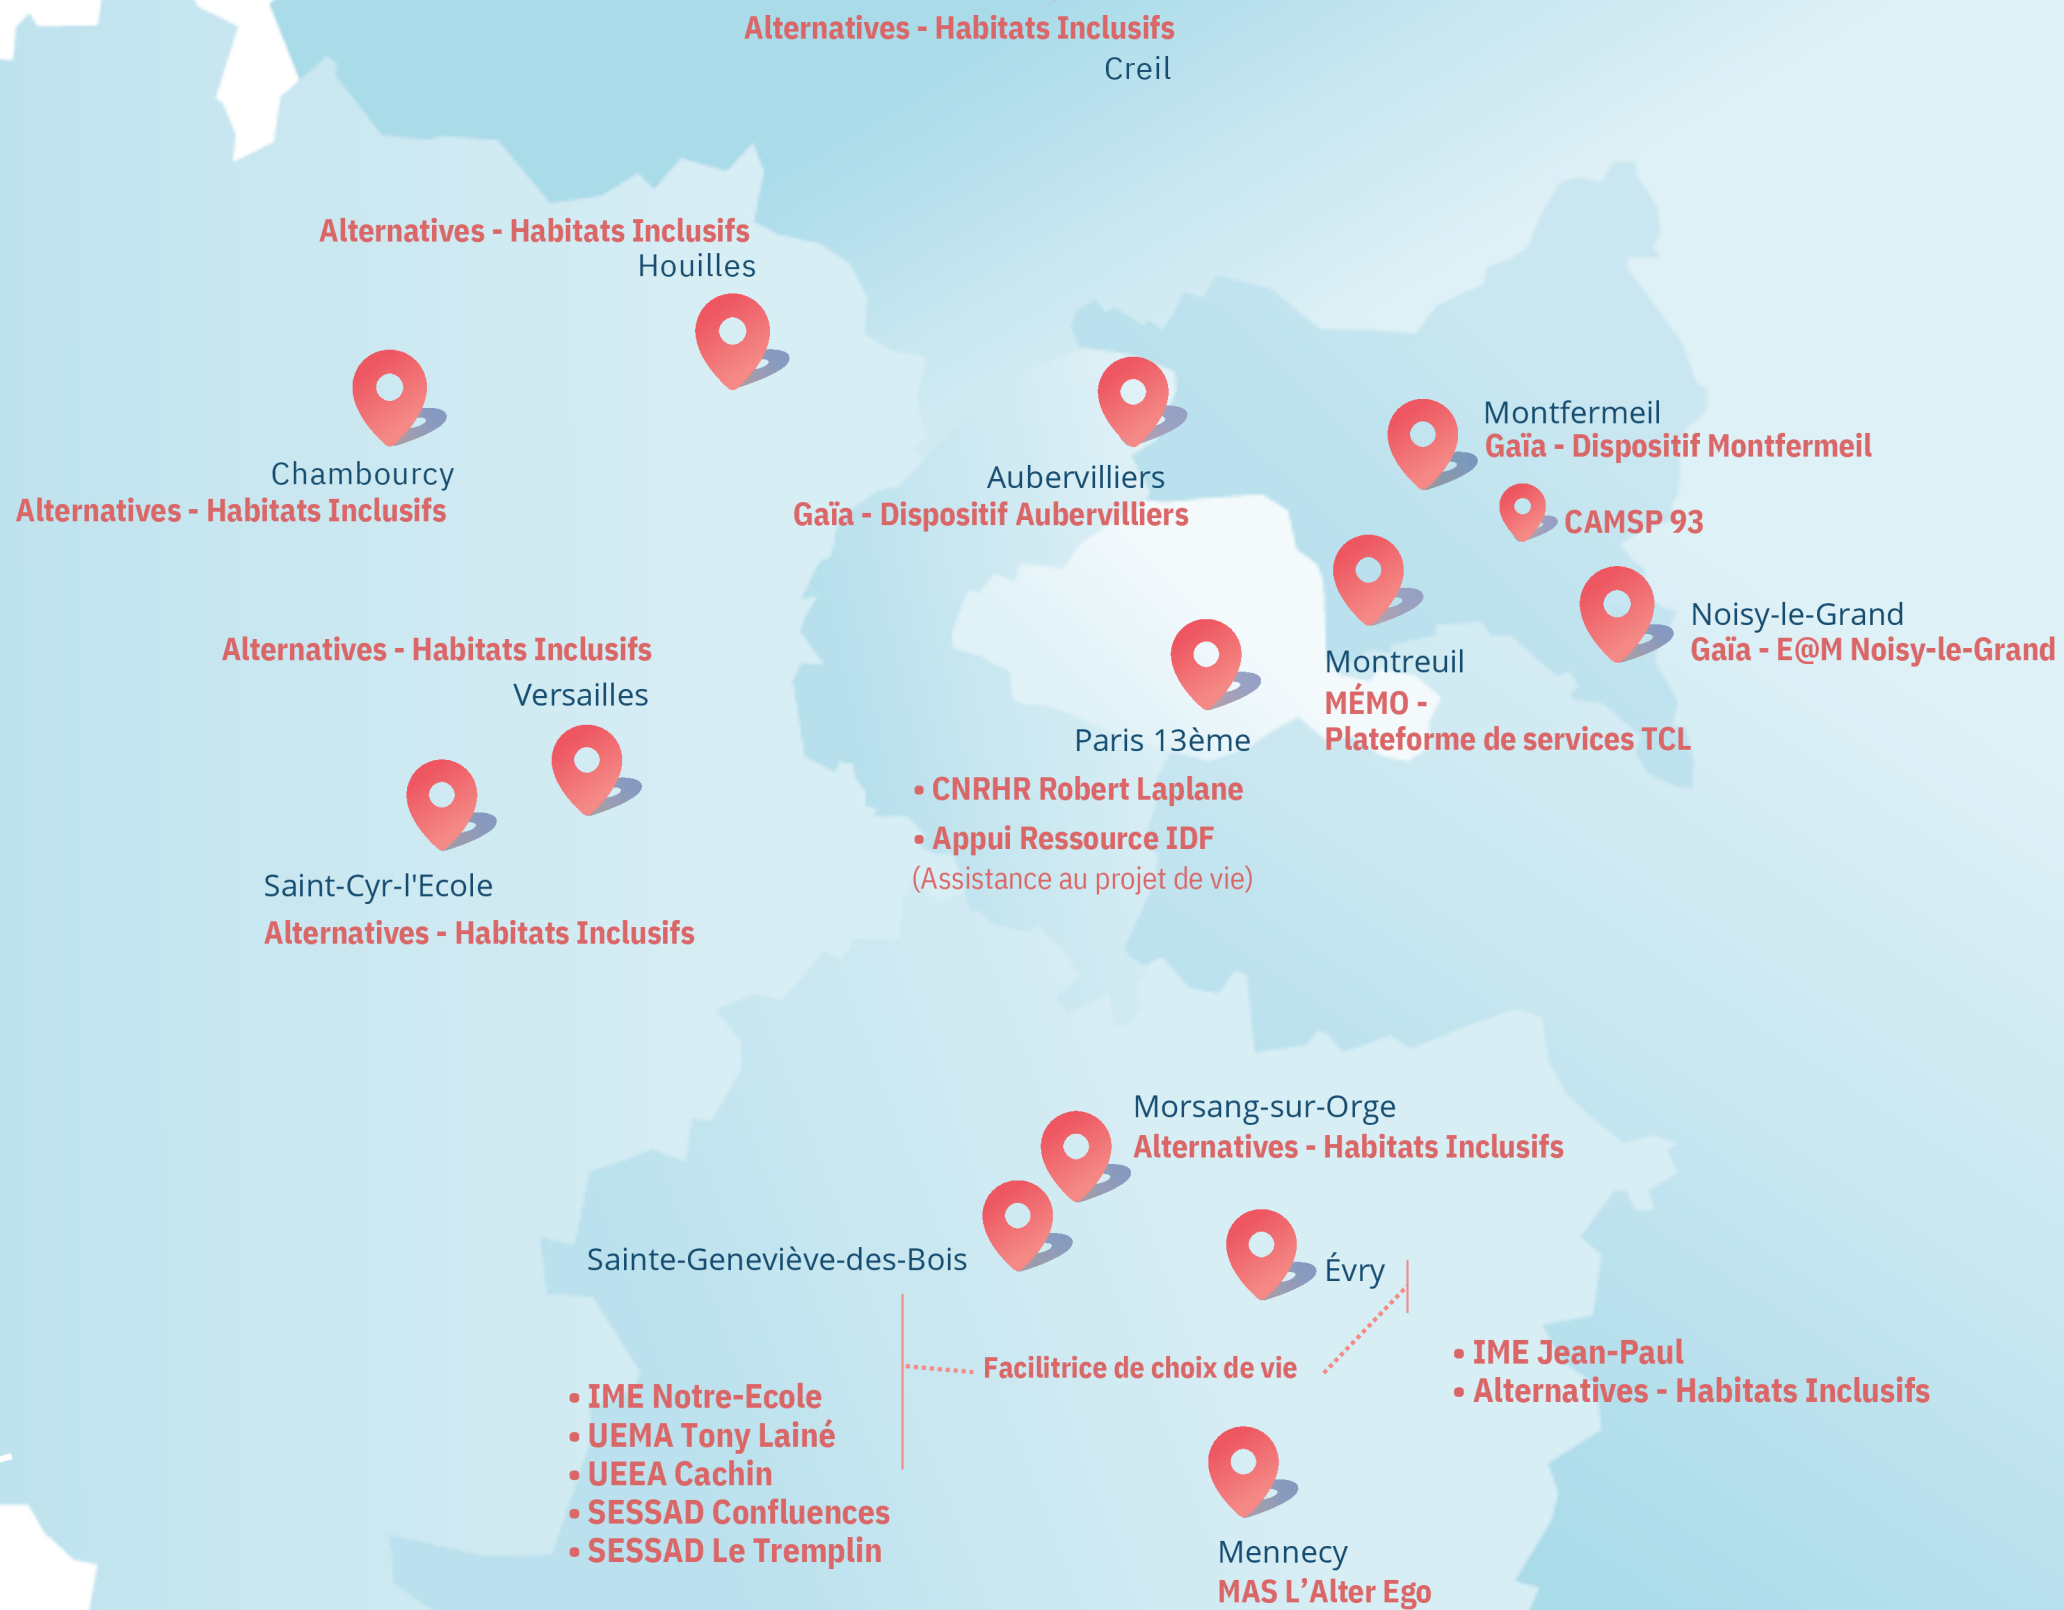 Alternatives - Habitats Inclusifs
Creil
Alternatives - Habitats Inclusifs
Houilles
Chambourcy
Alternatives - Habitats Inclusifs
Aubervilliers
Gaïa - Dispositif Aubervilliers
Montfermeil
Gaïa - Dispositif Montfermeil
CAMSP 93
Noisy-le-Grand
Gaïa - E@M Noisy-le-Grand
Montreuil
MÉMO -
Plateforme de services TCL
Alternatives - Habitats Inclusifs
Versailles
Paris 13ème
• CNRHR Robert Laplane
• Appui Ressource IDF
(Assistance au projet de vie)
Saint-Cyr-l'Ecole
Alternatives - Habitats Inclusifs
Morsang-sur-Orge
Alternatives - Habitats Inclusifs
Sainte-Geneviève-des-Bois
Évry
Facilitrice de choix de vie
• IME Jean-Paul
• Alternatives - Habitats Inclusifs
• IME Notre-Ecole
• UEMA Tony Lainé
• UEEA Cachin
• SESSAD Confluences
• SESSAD Le Tremplin
Mennecy
MAS L’Alter Ego